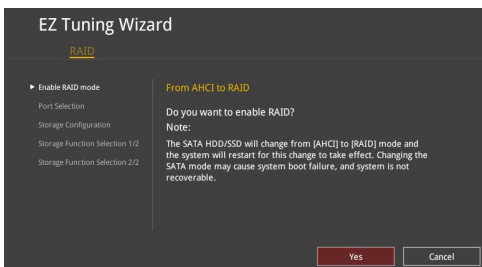 EZ Tuning Wizard
RAID
Enable RAID mode
Port Selection
Storage Configuration
Storage Function Selection 1/2
Storage Function Selection 2/2
From AHCI to RAID
Do you want to enable RAID?
Note:
The SATA HDD/SSD will change from [AHCI] to [RAID] mode and
the system will restart for this change to take effect. Changing the
SATA mode may cause system boot failure, and system is not
recoverable.
Yes
Cancel